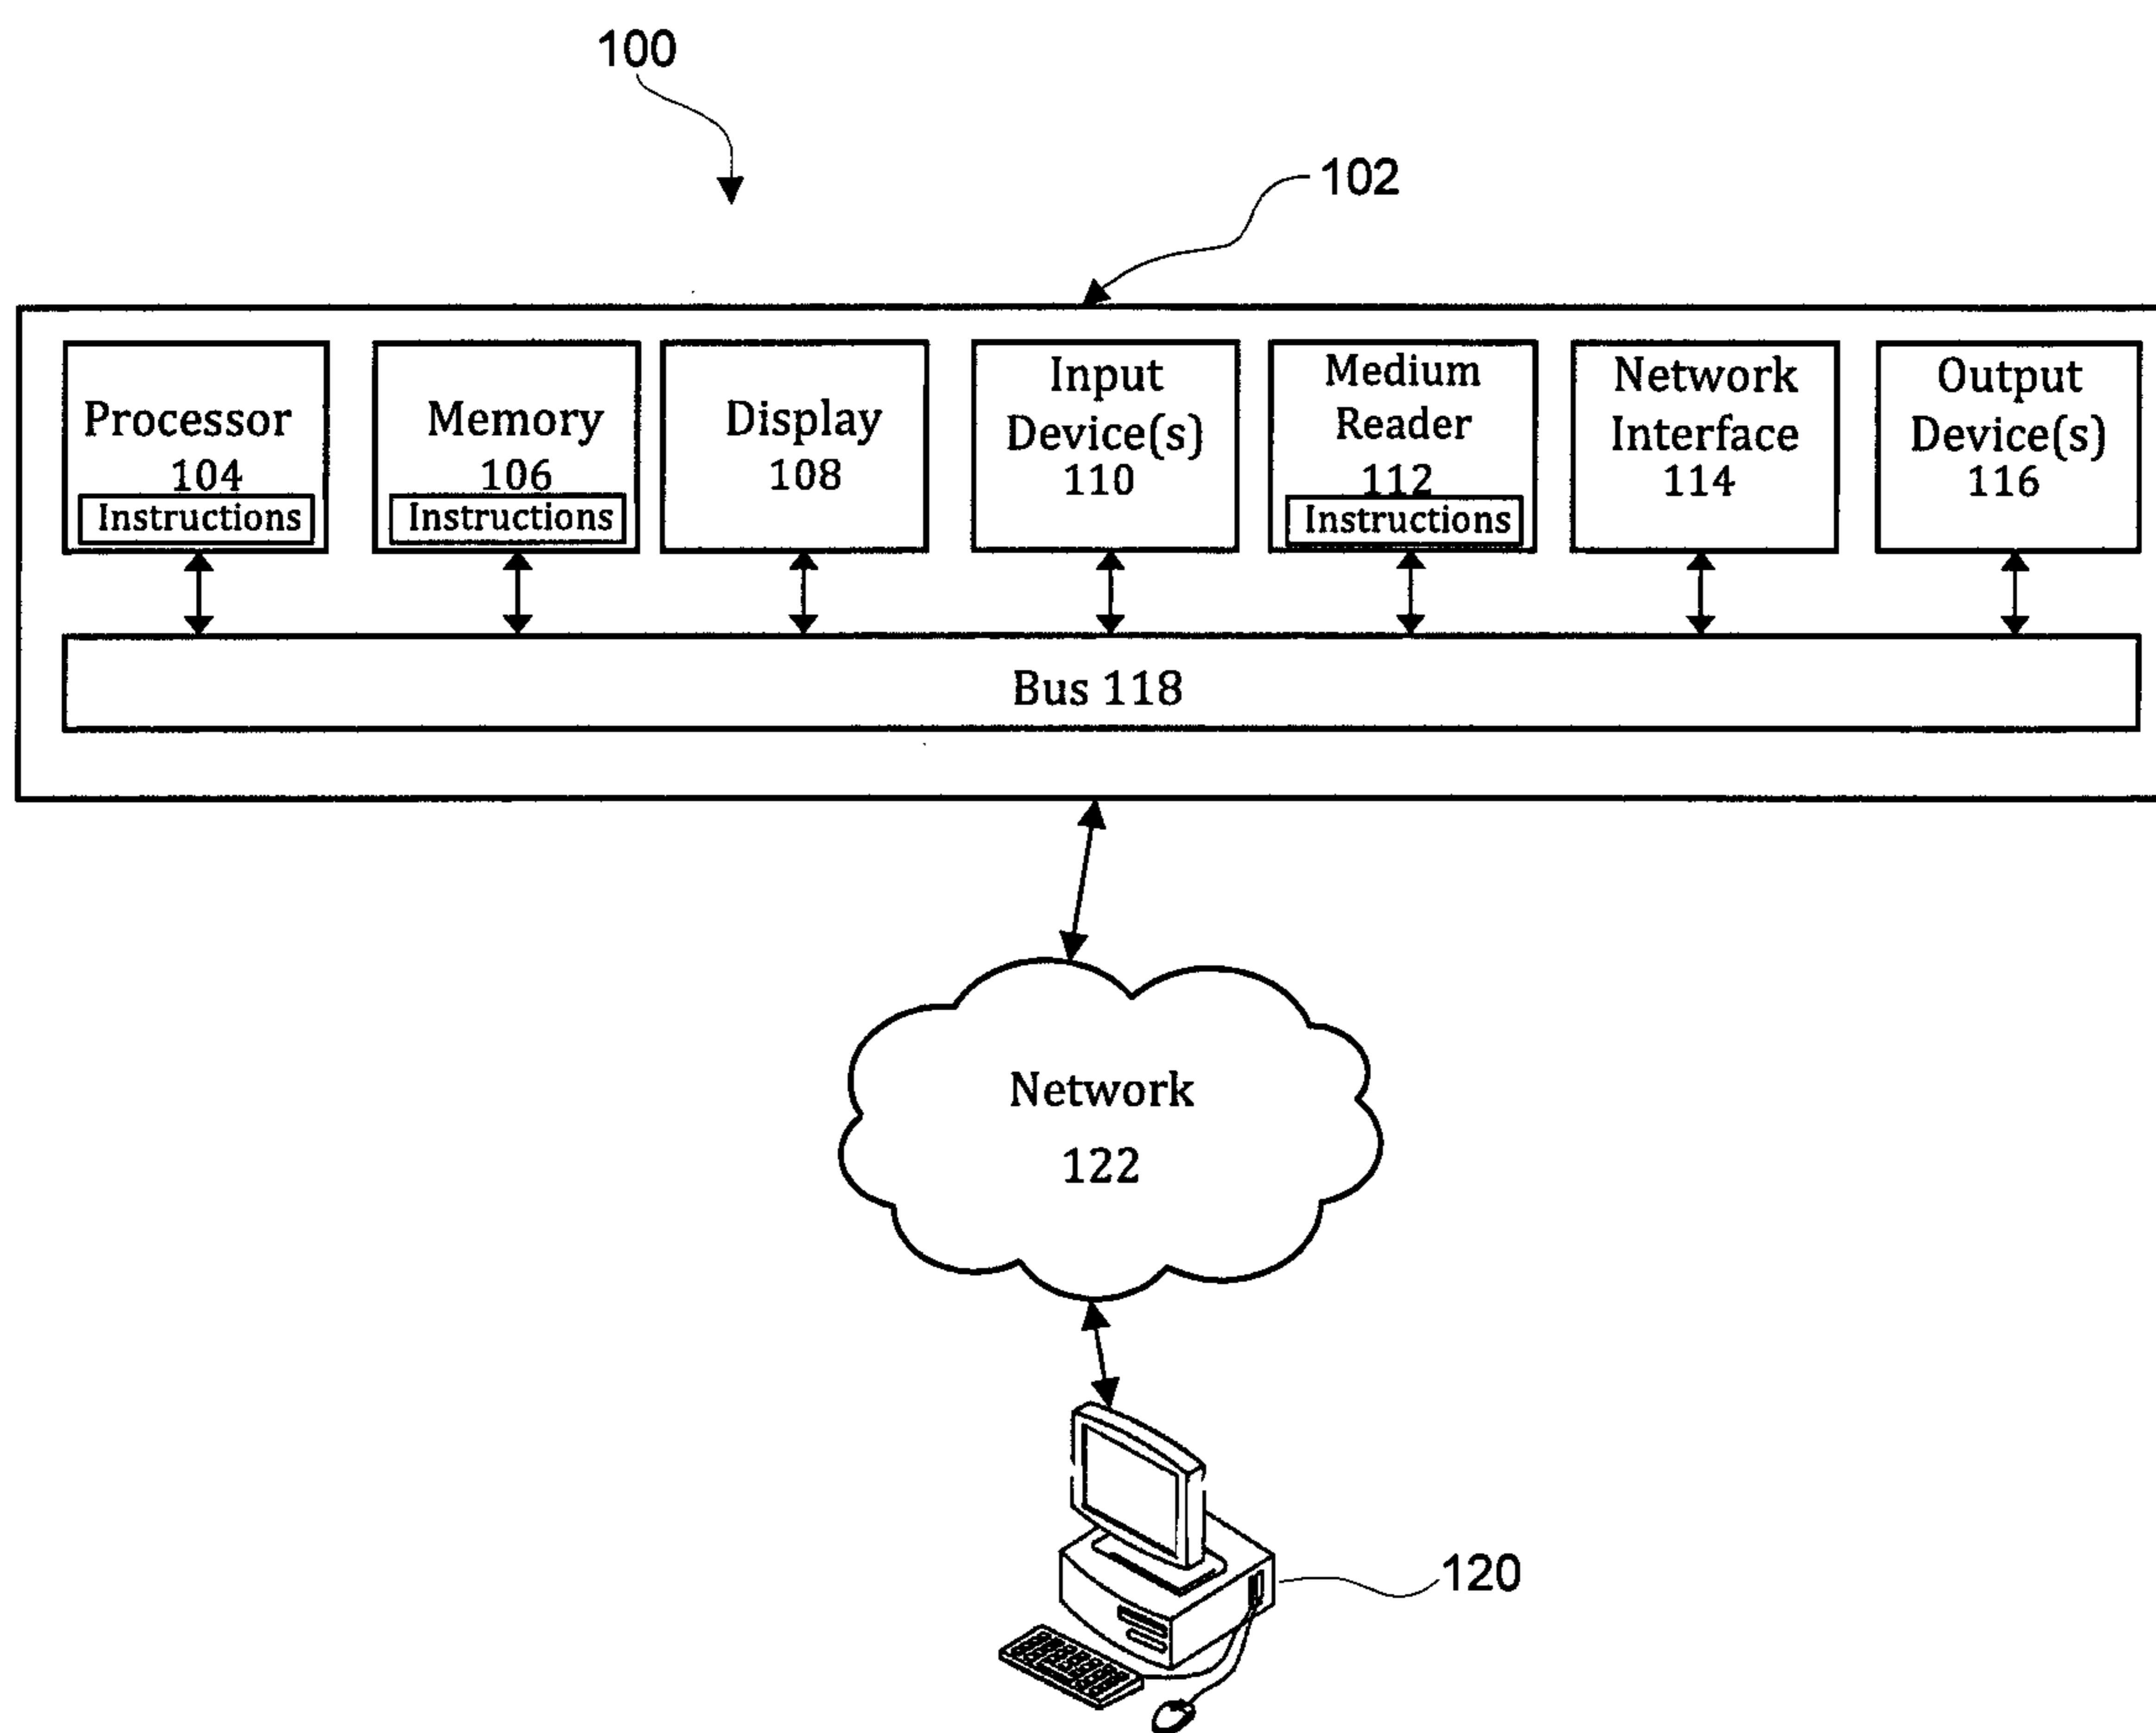 100
102
Processor
104
Instructions
Memory
106
Instructions
Display
108
Input
Device(s)
110
Medium
Reader
112
Instructions
Network
Interface
114
Output
Device(s)
116
Bus 118
Network
122
120